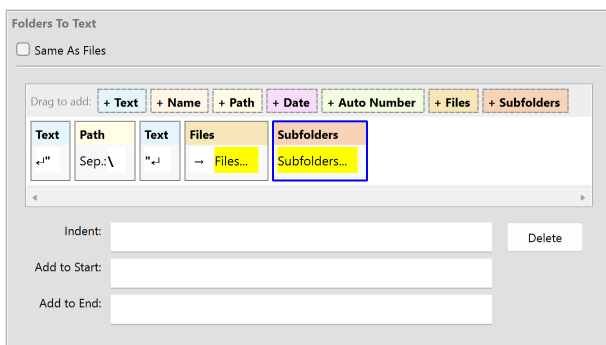 Folders To Text
Same As Files
Drag to add: + Text + Name + Path + Date + Auto Number + Files + Subfolders
Text Path Text Files Subfolders
↵" Sep.:\ "↵ → Files... Subfolders...
Indent: Delete
Add to Start:
Add to End: